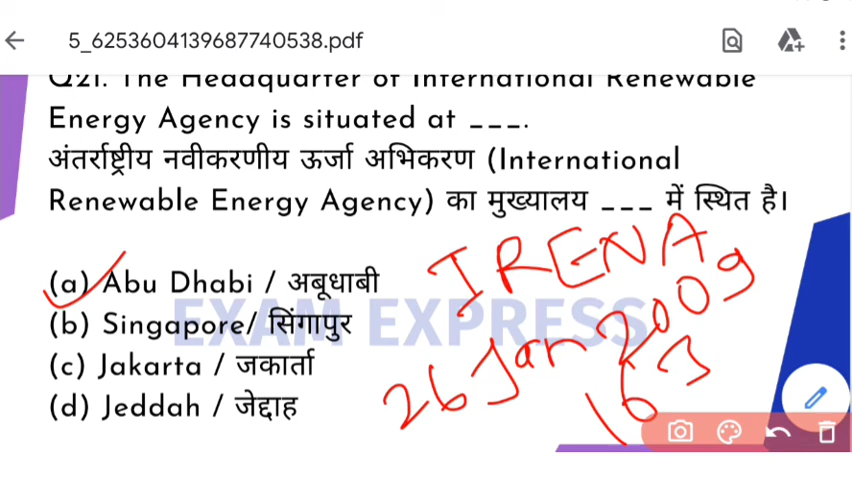 5_6253604139687740538.pdf
Q21. The Headquarter of International Renewable
Energy Agency is situated at ___.
अंतर्राष्ट्रीय नवीकरणीय ऊर्जा अभिकरण (International
Renewable Energy Agency) का मुख्यालय ___ में स्थित है।
IRENA
(a) Abu Dhabi / अबूधाबी
EXAM EXPRESS
(b) Singapore/ सिंगापुर
26 Jan 2009
(c) Jakarta / जकार्ता
163
(d) Jeddah / जेद्दाह